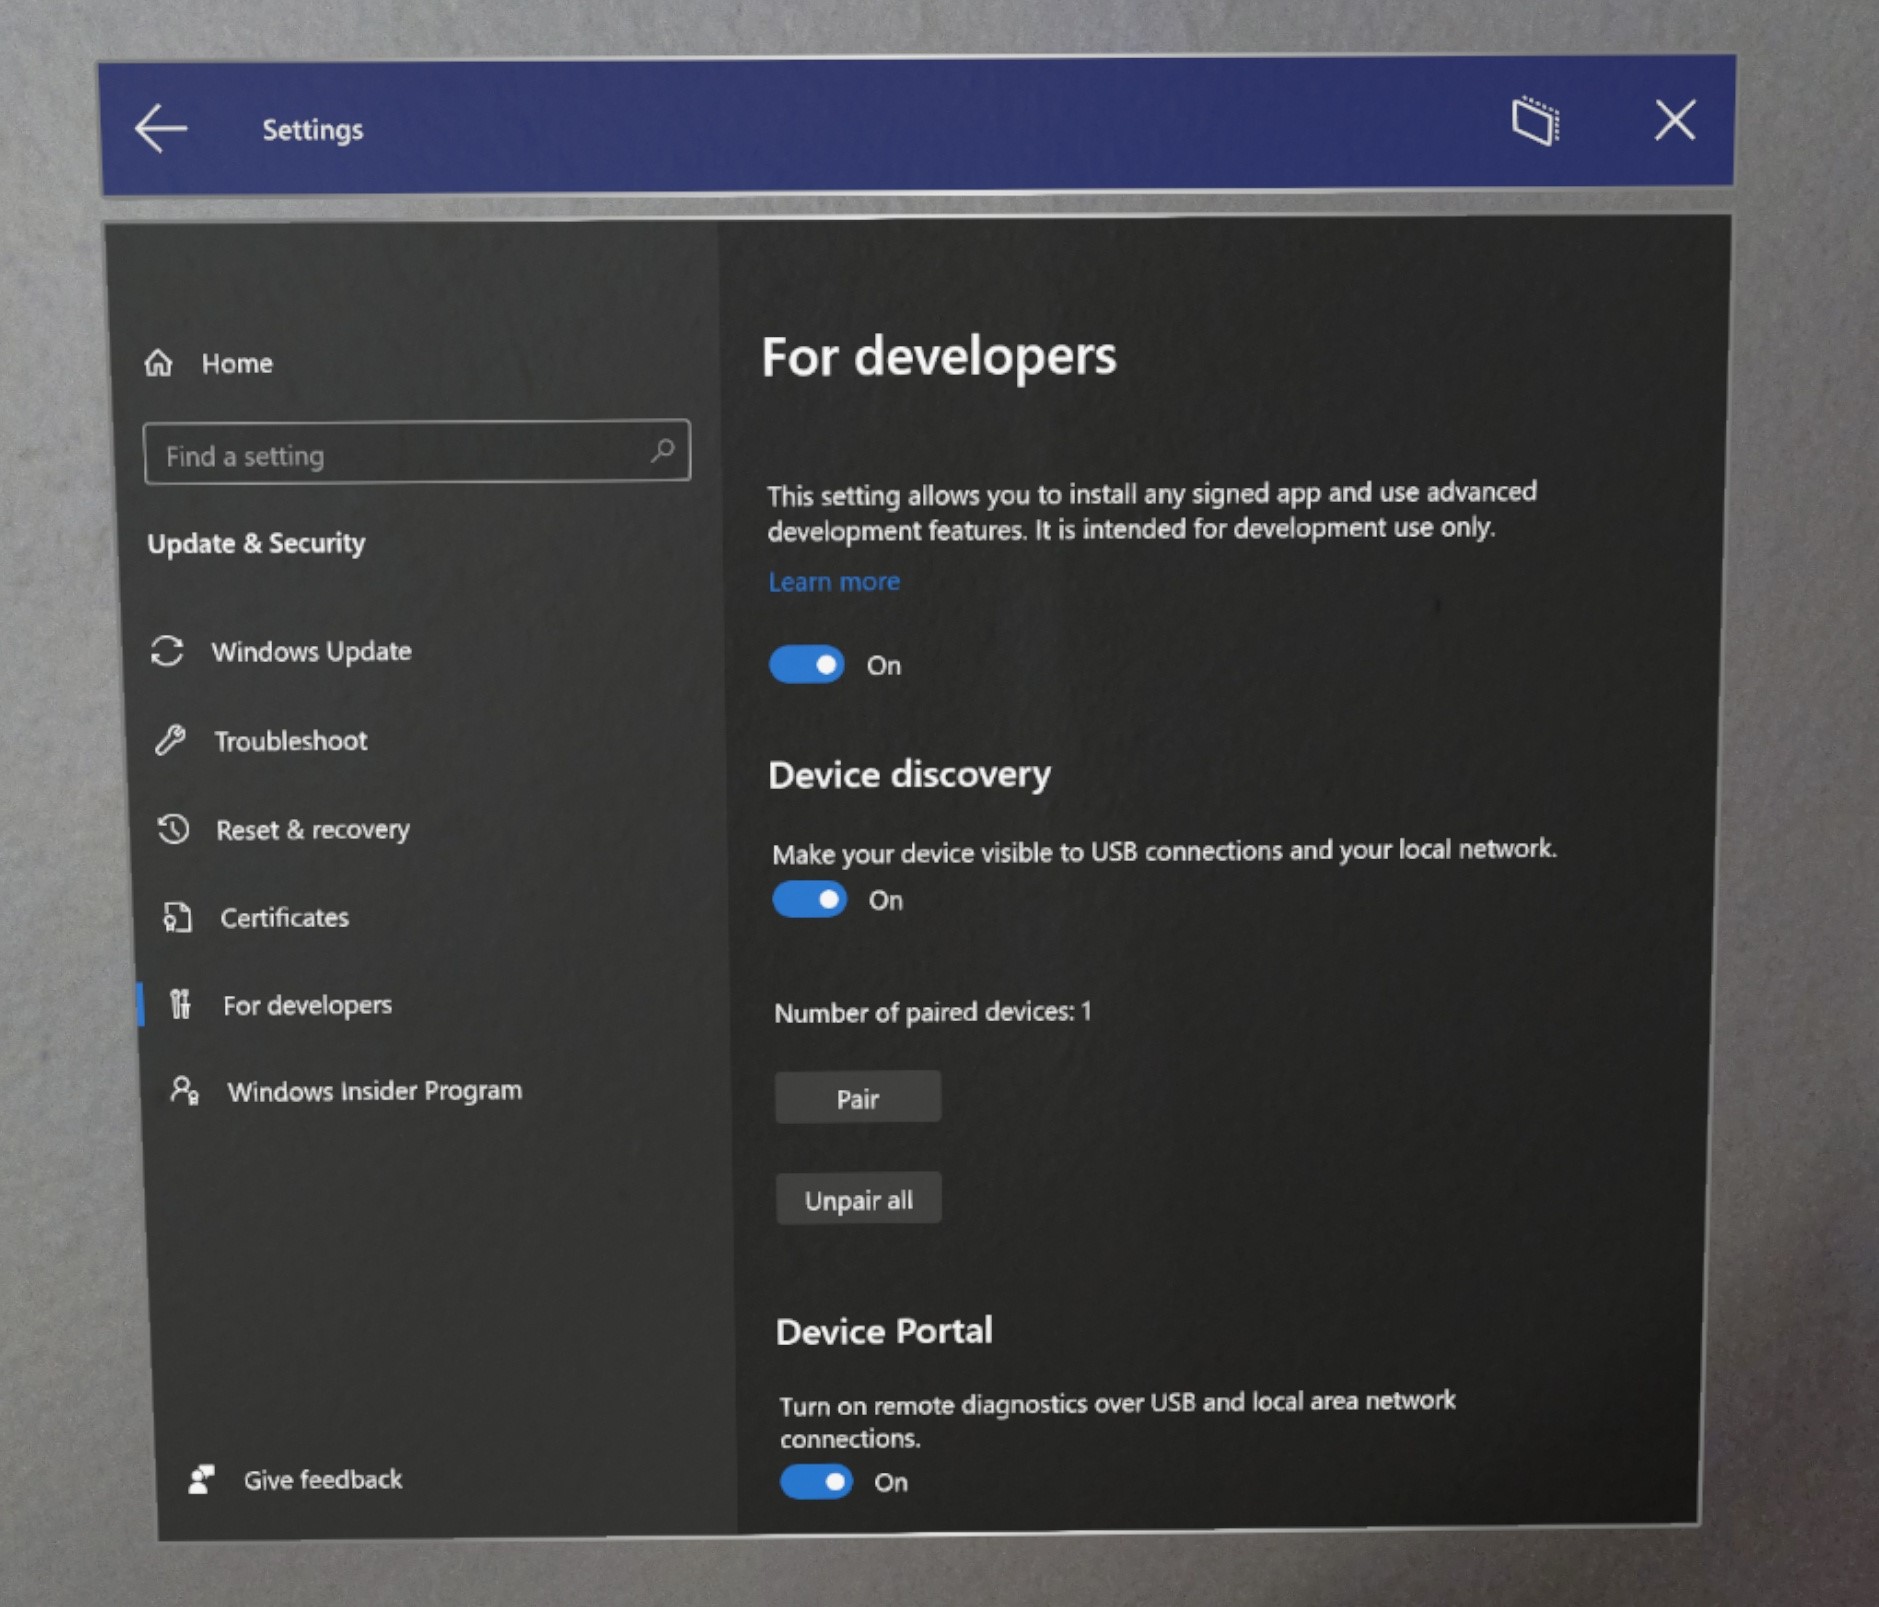 Settings
Home
Find a setting
Update & Security
Windows Update
Troubleshoot
Reset & recovery
Certificates
For developers
Windows Insider Program
Give feedback
For developers
This setting allows you to install any signed app and use advanced
development features. It is intended for development use only.
Learn more
On
Device discovery
Make your device visible to USB connections and your local network.
On
Number of paired devices: 1
Pair
Unpair all
Device Portal
Turn on remote diagnostics over USB and local area network
connections.
On